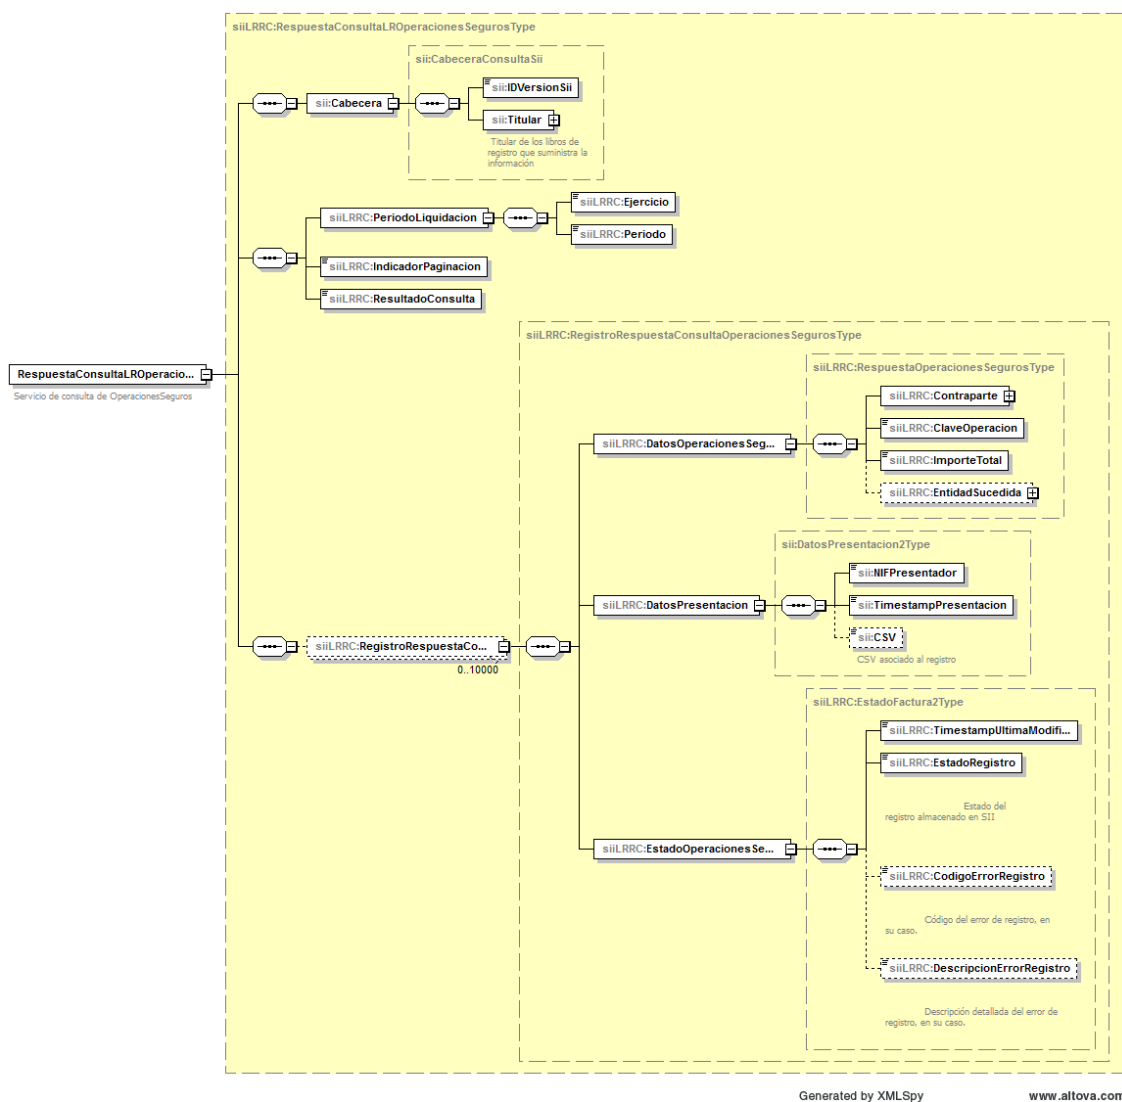 siiLRRC:RespuestaConsultaLROperacionesSegurosType
sii:CabeceraConsultaSii
sii:IDVersionSii
sii:Cabecera
sii:Titular
Titular de los libros de
registro que suministra la
información
siiLRRC:Ejercicio
siiLRRC:PeriodoLiquidacion
siiLRRC:Periodo
siiLRRC:IndicadorPaginacion
siiLRRC:ResultadoConsulta
siiLRRC:RegistroRespuestaConsultaOperacionesSegurosType
siiLRRC:RespuestaOperacionesSegurosType
RespuestaConsultaLROperacio...
Servicio de consulta de OperacionesSeguros
siiLRRC:Contraparte
siiLRRC:ClaveOperacion
siiLRRC:DatosOperacionesSeg...
siiLRRC:ImporteTotal
siiLRRC:EntidadSucedida
sii:DatosPresentacion2Type
sii:NIFPresentador
siiLRRC:DatosPresentacion
sii:TimestampPresentacion
sii:CSV
CSV asociado al registro
siiLRRC:RegistroRespuestaCo...
0..10000
siiLRRC:EstadoFactura2Type
siiLRRC:TimestampUltimaModifi...
siiLRRC:EstadoRegistro
Estado del
registro almacenado en SII
siiLRRC:EstadoOperacionesSe...
siiLRRC:CodigoErrorRegistro
Código del error de registro, en
su caso.
siiLRRC:DescripcionErrorRegistro
Descripción detallada del error de
registro, en su caso.
Generated by XMLSpy
www.altova.com